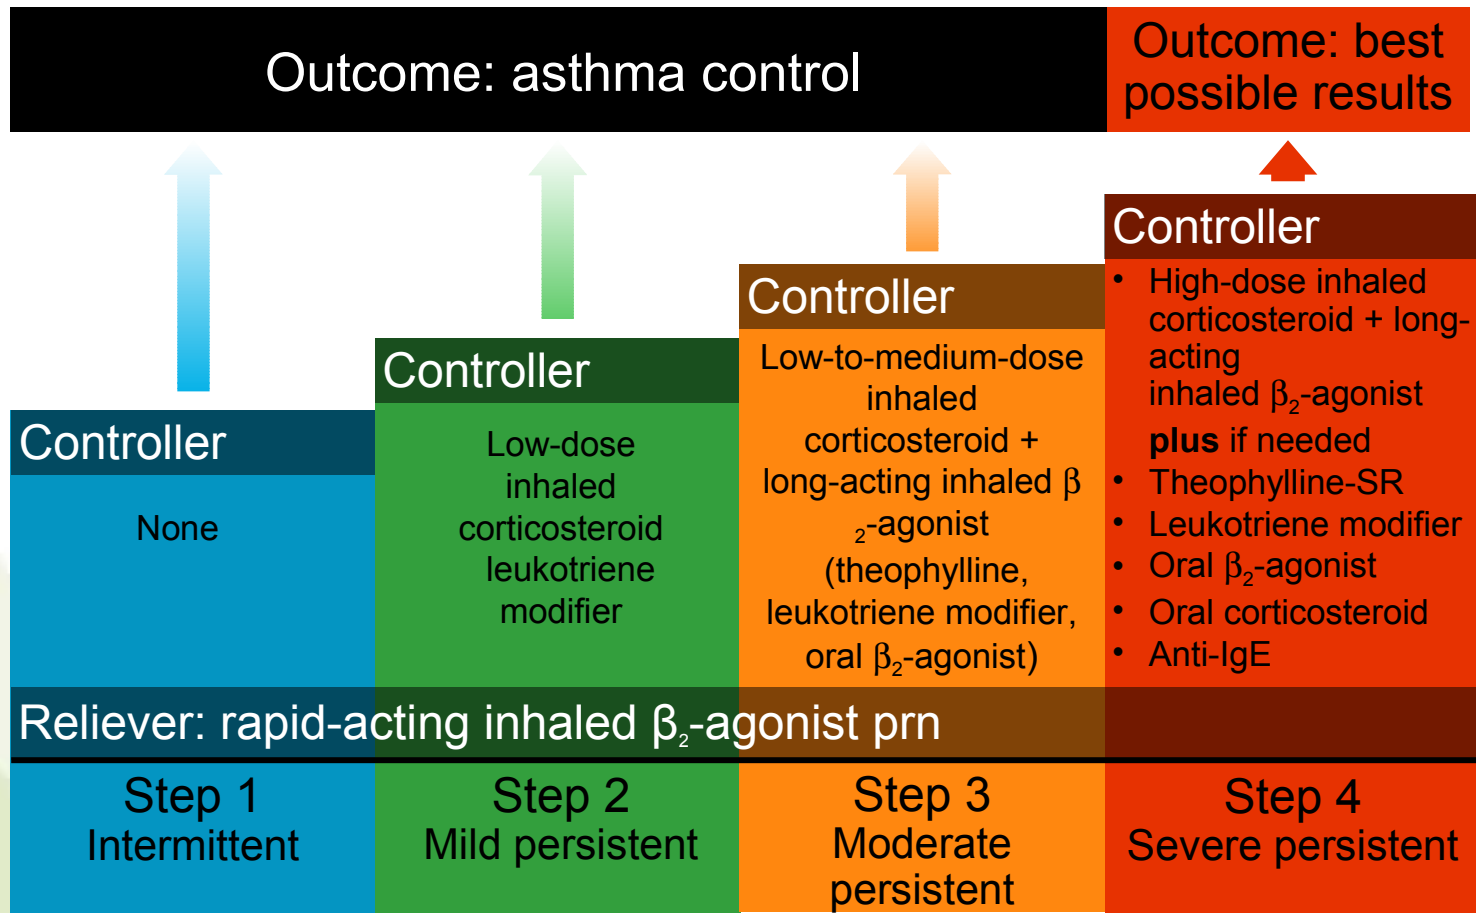 Outcome: asthma control
Outcome: best
possible results
Controller
None
Controller
Low-dose
inhaled
corticosteroid
leukotriene
modifier
Controller
Low-to-medium-dose
inhaled
corticosteroid +
long-acting inhaled β
₂-agonist
(theophylline,
leukotriene modifier,
oral β₂-agonist)
Controller
• High-dose inhaled
corticosteroid + long-
acting
inhaled β₂-agonist
plus if needed
• Theophylline-SR
• Leukotriene modifier
• Oral β₂-agonist
• Oral corticosteroid
• Anti-IgE
Reliever: rapid-acting inhaled β₂-agonist prn
Step 1
Intermittent
Step 2
Mild persistent
Step 3
Moderate
persistent
Step 4
Severe persistent